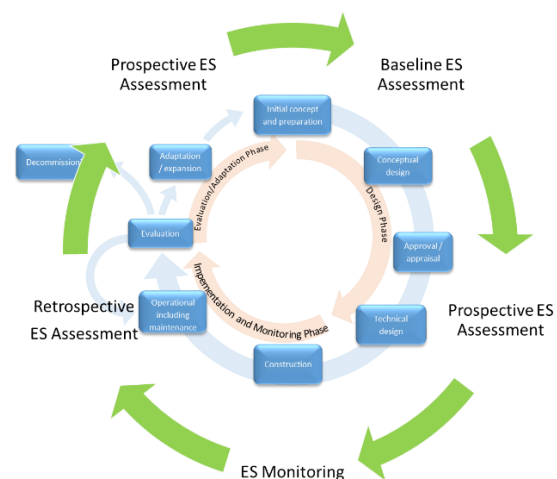 Prospective ES
Assessment
Baseline ES
Assessment
Initial concept
and preparation
Decommission
Adaptation
/ expansion
Evaluation/Adaptation Phase
Conceptual
design
Design Phase
Evaluation
Approval /
appraisal
Retrospective
ES Assessment
Operational
including
maintenance
Impementation and Monitoring Phase
Technical
design
Prospective ES
Assessment
Construction
ES Monitoring